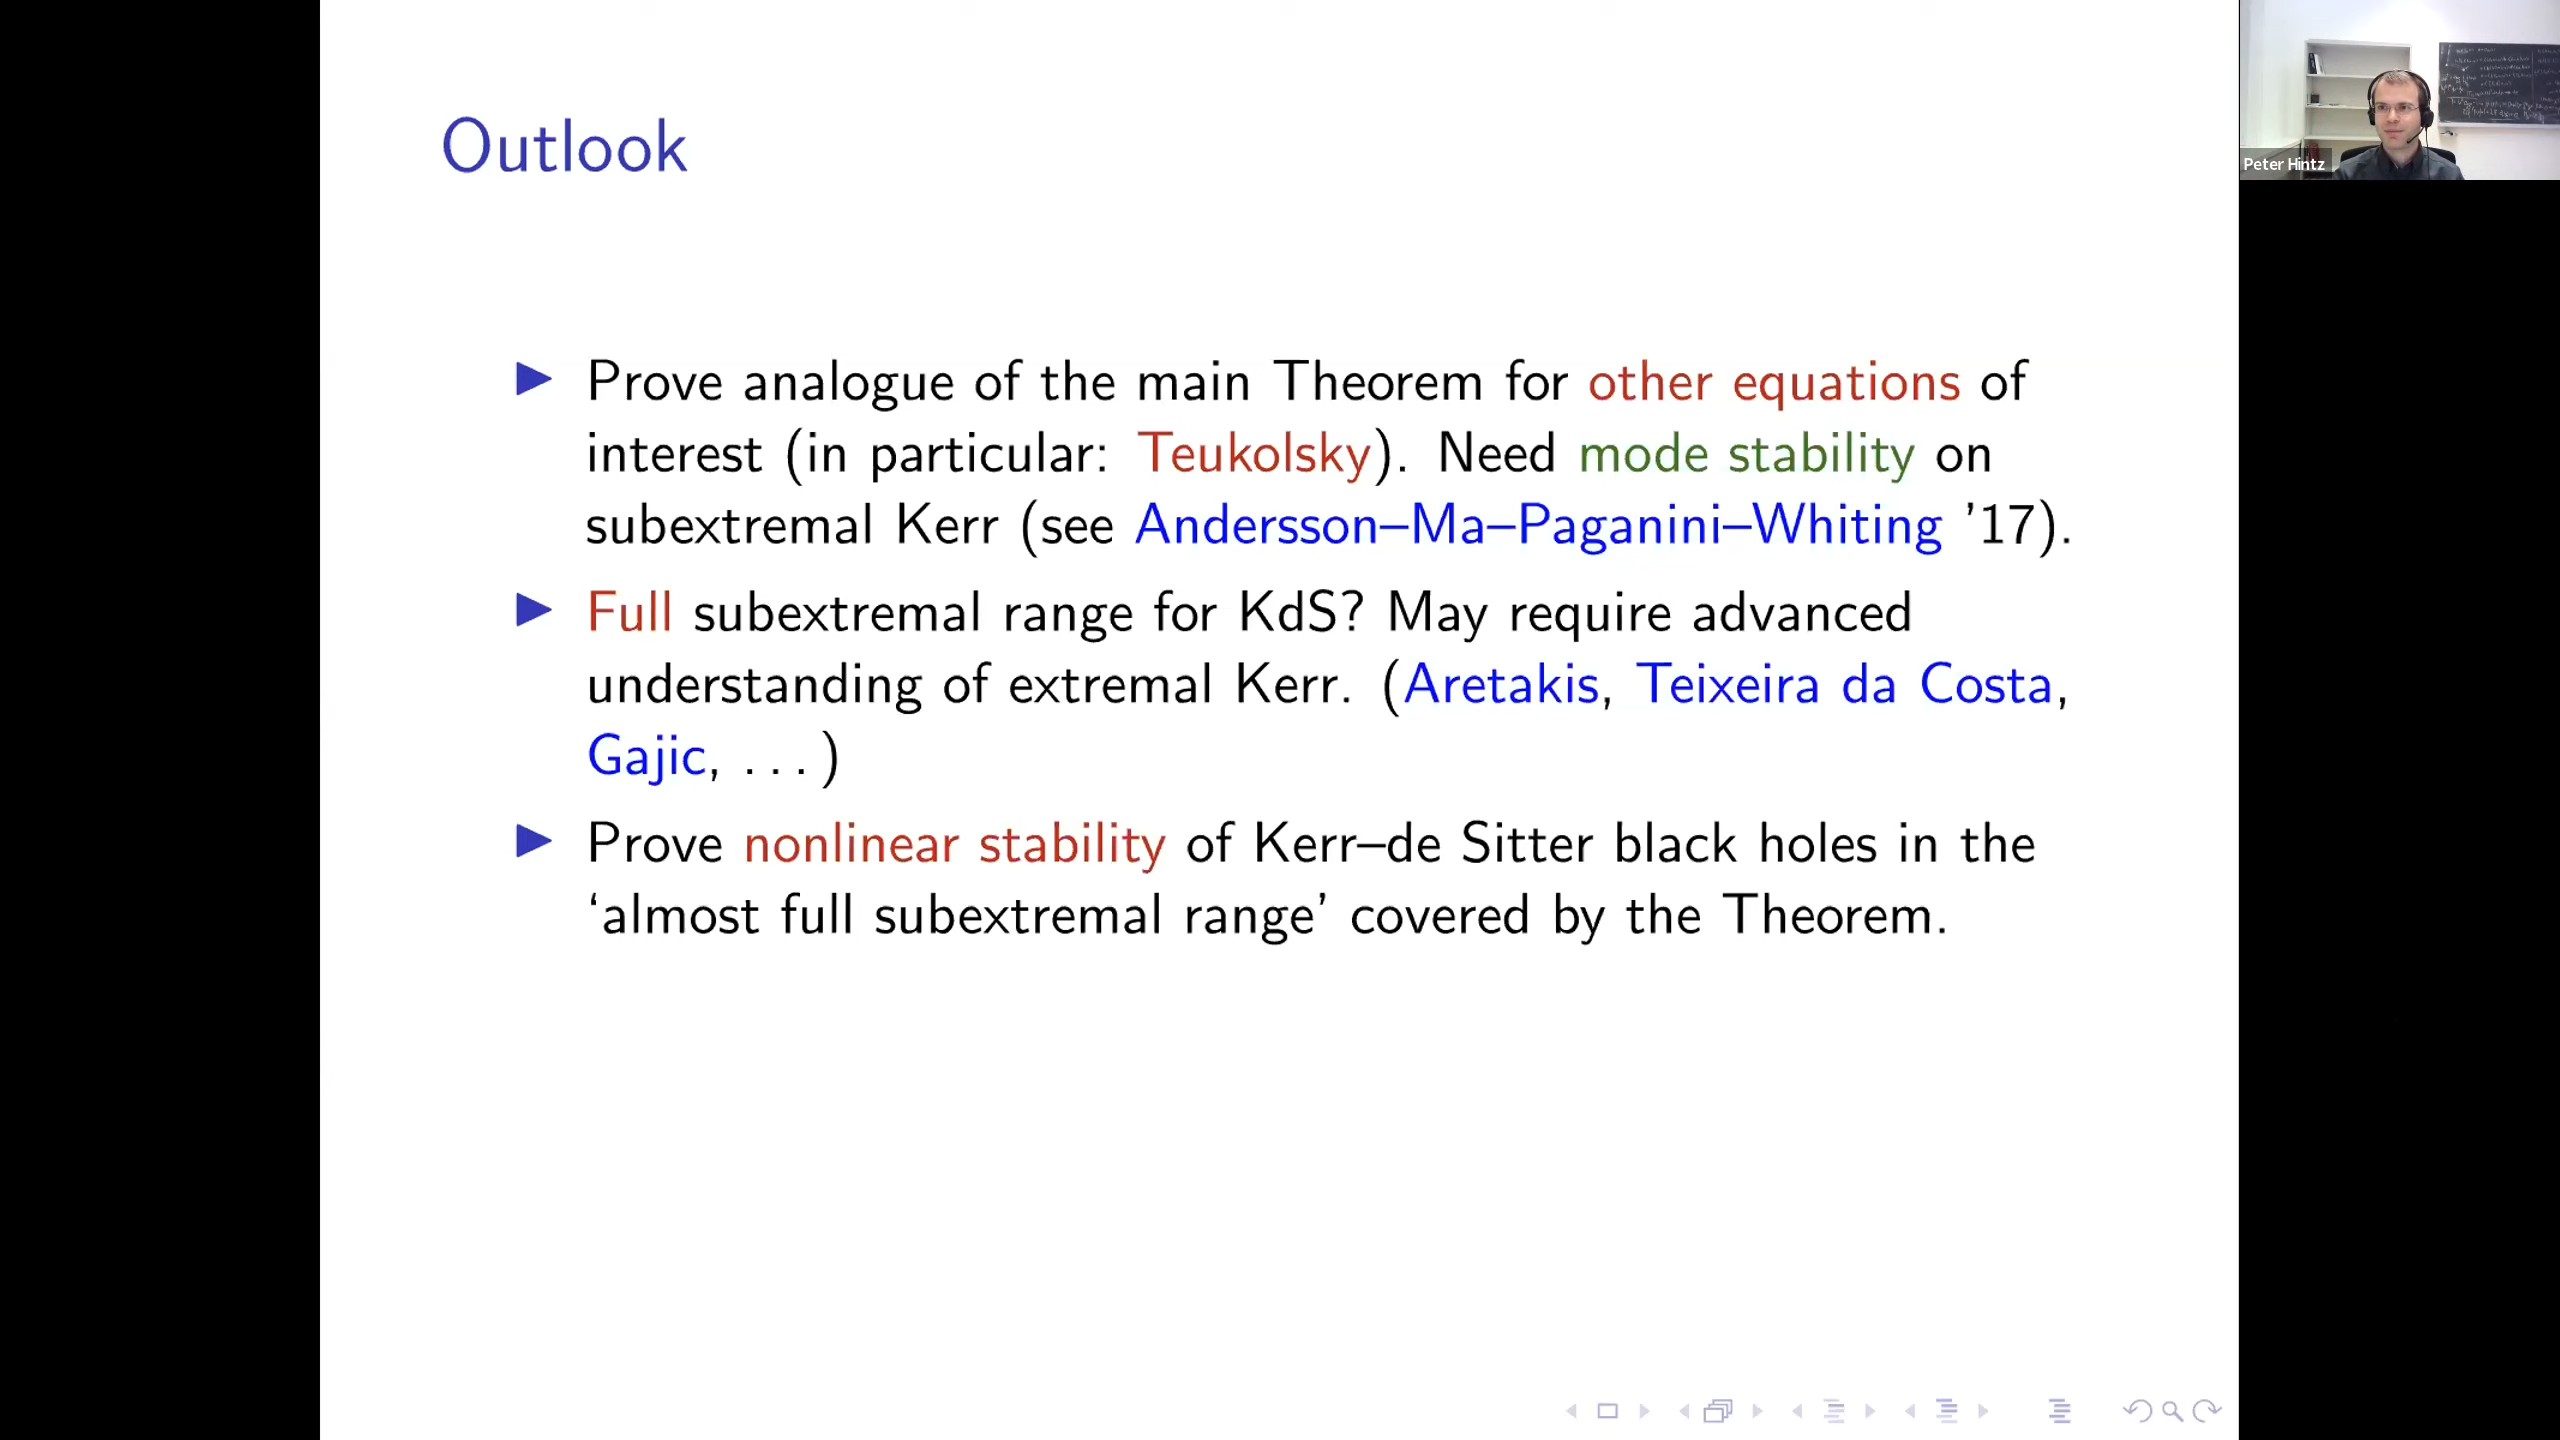 Outlook
▶ Prove analogue of the main Theorem for other equations of
interest (in particular: Teukolsky). Need mode stability on
subextremal Kerr (see Andersson–Ma–Paganini–Whiting ’17).
▶ Full subextremal range for KdS? May require advanced
understanding of extremal Kerr. (Aretakis, Teixeira da Costa,
Gajic, . . . )
▶ Prove nonlinear stability of Kerr–de Sitter black holes in the
‘almost full subextremal range’ covered by the Theorem.
Peter Hintz